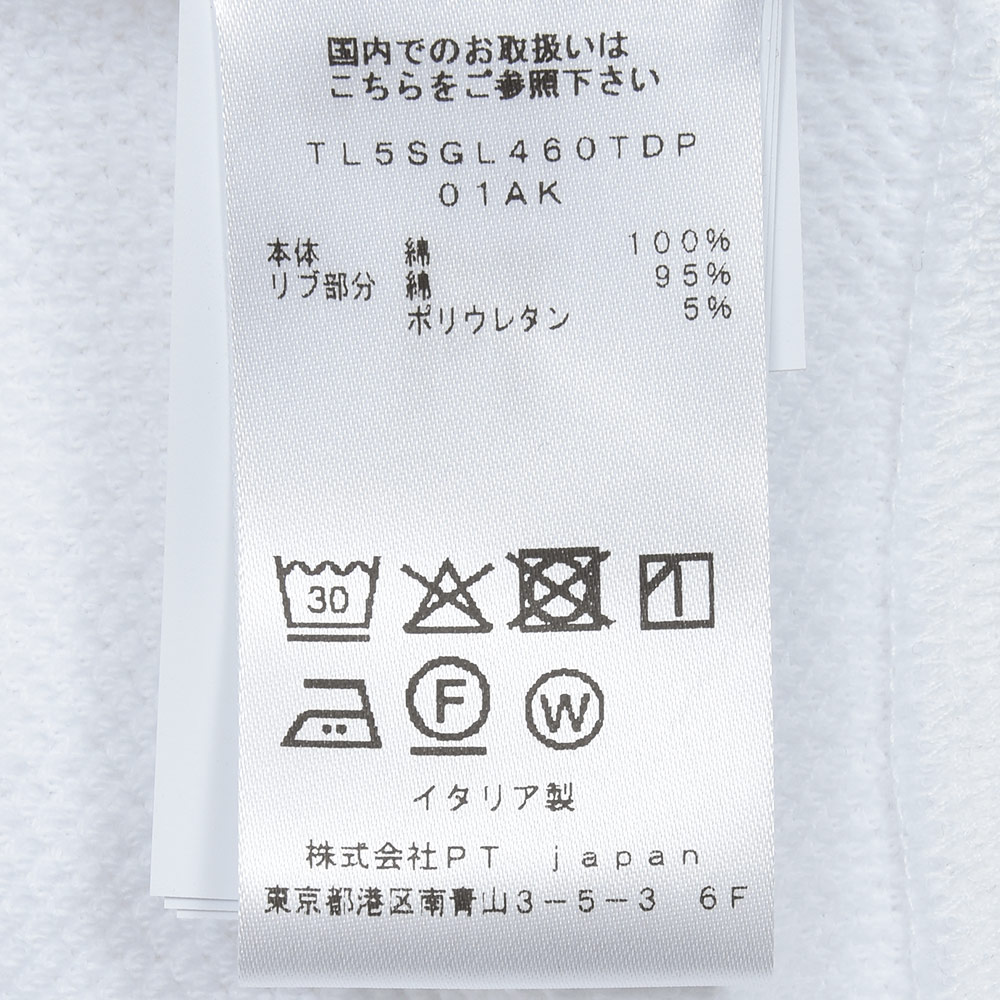 国内でのお取扱いは
こちらをご参照下さい
TL5SGL460TDP
01AK
本体 綿 100%
リブ部分 綿 95%
ポリウレタン 5%
30
F W
イタリア製
株式会社PT japan
東京都港区南青山3-5-3 6F